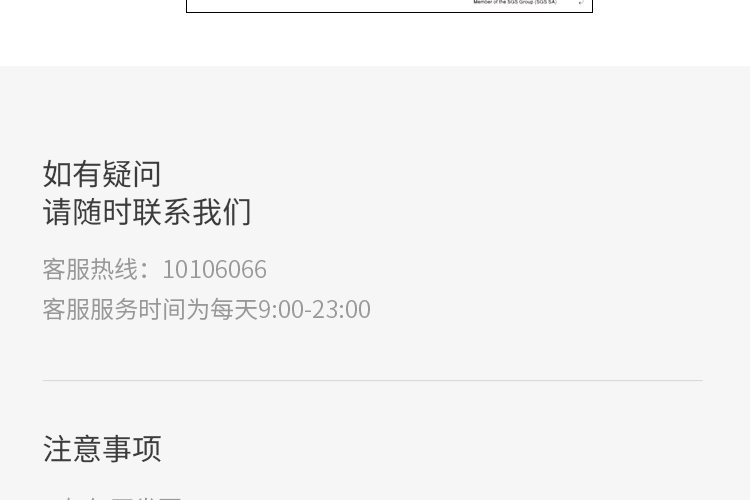 Member of the SGS Group (SGS SA)
如有疑问
请随时联系我们
客服热线：10106066
客服服务时间为每天9:00-23:00
注意事项